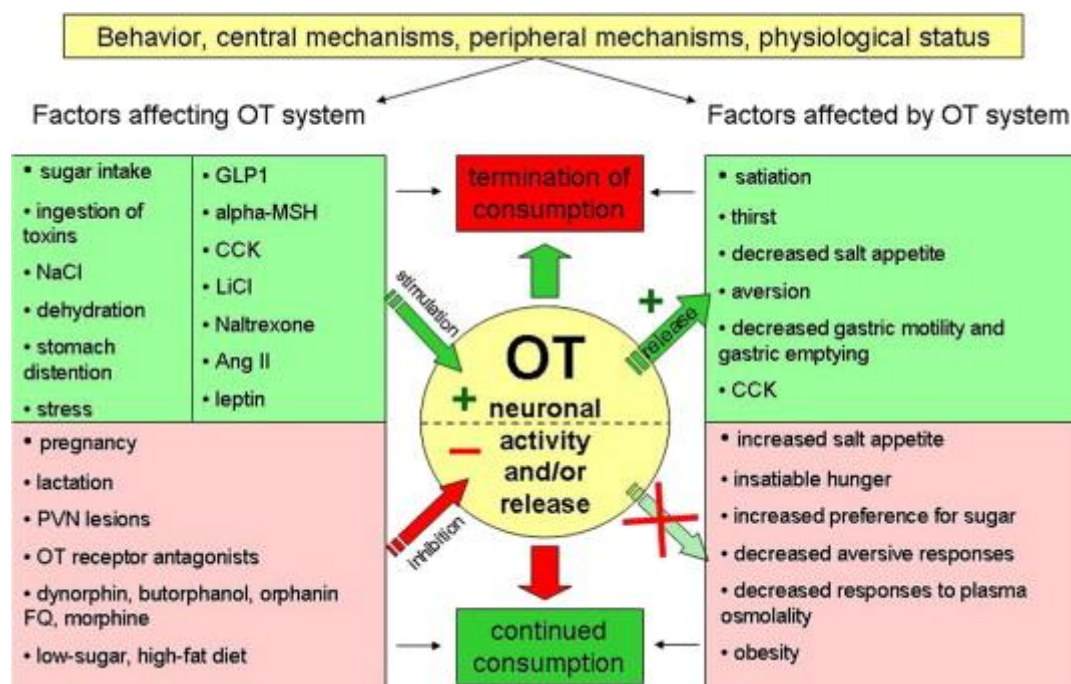 Behavior, central mechanisms, peripheral mechanisms, physiological status
Factors affecting OT system
Factors affected by OT system
• sugar intake
• ingestion of
toxins
• NaCl
• dehydration
• stomach
distention
• stress
• GLP1
• alpha-MSH
• CCK
• LiCl
• Naltrexone
• Ang II
• leptin
• pregnancy
• lactation
• PVN lesions
• OT receptor antagonists
• dynorphin, butorphanol, orphanin
FQ, morphine
• low-sugar, high-fat diet
termination of
consumption
stimulation
+
release
+
OT
neuronal
activity
and/or
release
−
inhibition
continued
consumption
• satiation
• thirst
• decreased salt appetite
• aversion
• decreased gastric motility and
gastric emptying
• CCK
• increased salt appetite
• insatiable hunger
• increased preference for sugar
• decreased aversive responses
• decreased responses to plasma
osmolality
• obesity